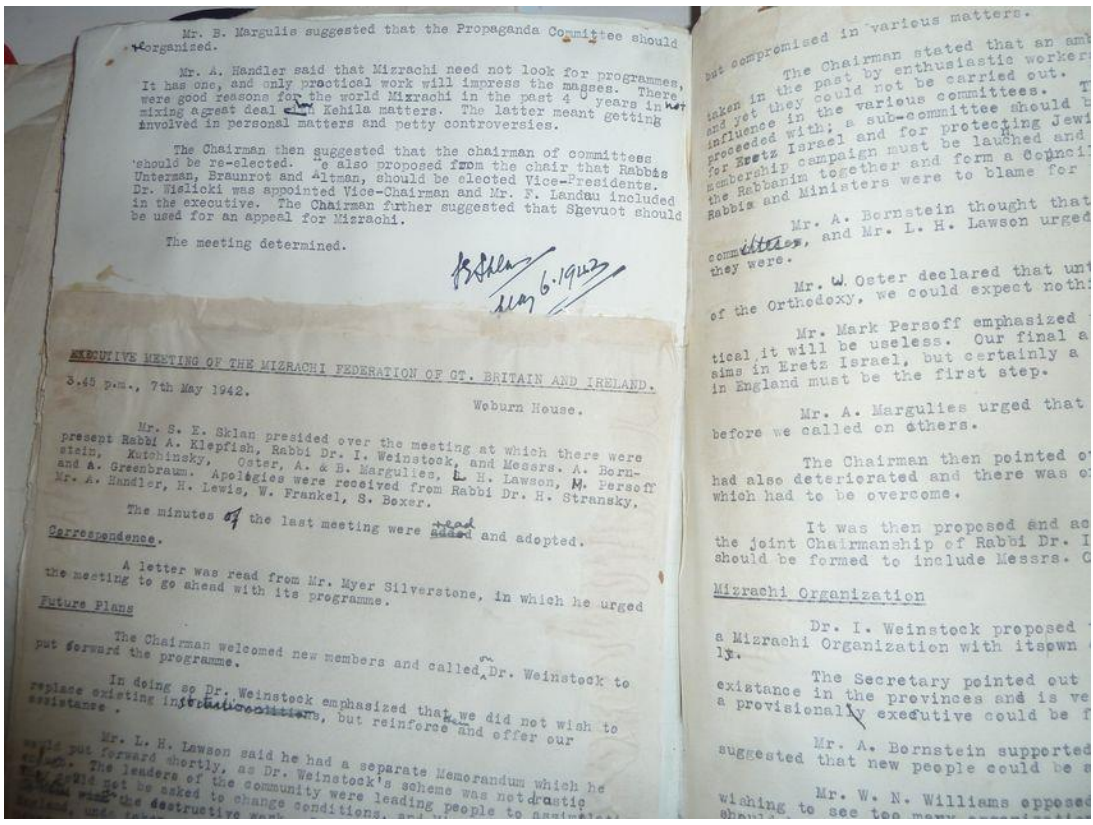 Mr. B. Margulis suggested that the Propaganda Committee should
reorganized.
Mr. A. Handler said that Mizrachi need not look for programmes,
It has one, and only practical work will impress the masses. There
were good reasons for the world Mizrachi in the past 40 years in not
mixing agreat deal in Kehila matters. The latter meant getting
involved in personal matters and petty controversies.
The Chairman then suggested that the chairman of committees
should be re-elected. He also proposed from the chair that Rabbis
Unterman, Braunrot and Altman, should be elected Vice-Presidents.
Dr. Wislicki was appointed Vice-Chairman and Mr. F. Landau included
in the executive. The Chairman further suggested that Shevuot should
be used for an appeal for Mizrachi.
The meeting determined.
May 6. 1942
EXECUTIVE MEETING OF THE MIZRACHI FEDERATION OF GT. BRITAIN AND IRELAND.
3.45 p.m., 7th May 1942.
Woburn House.
Mr. S. E. Sklan presided over the meeting at which there were
present Rabbi A. Klepfish, Rabbi Dr. I. Weinstock, and Messrs. A. Born-
stein, Kutchinsky, Oster, A. & B. Margulies, L. H. Lawson, M. Persoff
and A. Greenbraum. Apologies were received from Rabbi Dr. H. Stransky,
Mr. A. Handler, H. Lewis, W. Frankel, S. Boxer.
The minutes of the last meeting were read and adopted.
Correspondence.
A letter was read from Mr. Myer Silverstone, in which he urged
the meeting to go ahead with its programme.
Future Plans
The Chairman welcomed new members and called on Dr. Weinstock to
put forward the programme.
In doing so Dr. Weinstock emphasized that we did not wish to
replace existing institutions, but reinforce and offer our
assistance.
Mr. L. H. Lawson said he had a separate Memorandum which he
would put forward shortly, as Dr. Weinstock's scheme was not drastic
enough. The leaders of the community were leading people to
not be asked to change conditions, and
the destructive
but compromised in various matters.
The Chairman stated that an
taken in the past by enthusiastic workers
and yet they could not be carried out.
influence in the various committees.
proceeded with; a sub-committee should
for Eretz Israel and for protecting
membership campaign must be lauched and
the Rabbanim together and form a Council
Rabbis and Ministers were to blame for
Mr. A. Bornstein thought that
committees, and Mr. L. H. Lawson urged
they were.
Mr. W. Oster declared that
of the Orthodoxy, we could expect
Mr. Mark Persoff emphasized
tical it will be useless. Our final
aims in Eretz Israel, but certainly a
in England must be the first step.
Mr. A. Margulies urged that
before we called on others.
The Chairman then pointed
had also deteriorated and there was
which had to be overcome.
It was then proposed and
the joint Chairmanship of Rabbi Dr. I
should be formed to include Messrs.
Mizrachi Organization
Dr. I. Weinstock proposed
a Mizrachi Organization with itsown
ly.
The Secretary pointed out
existance in the provinces and is
a provisionally executive could be
Mr. A. Bornstein supported
suggested that new people could be
Mr. W. N. Williams opposed
wishing to see too many